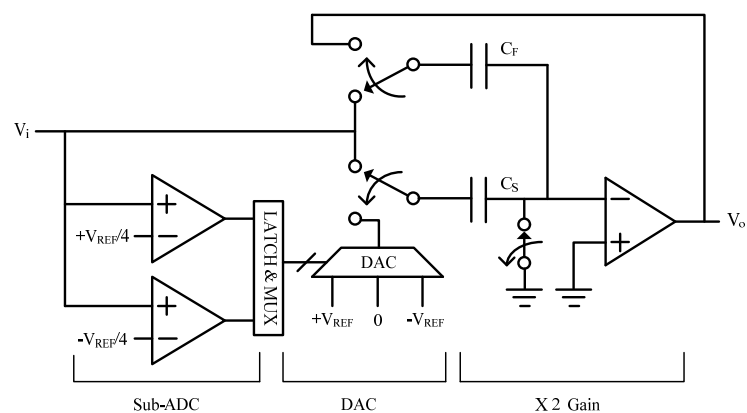 C_F
V_i
C_S
V_o
+
+V_REF/4
−
LATCH & MUX
DAC
−
+
+
-V_REF/4
−
+V_REF
0
-V_REF
Sub-ADC
DAC
X 2 Gain